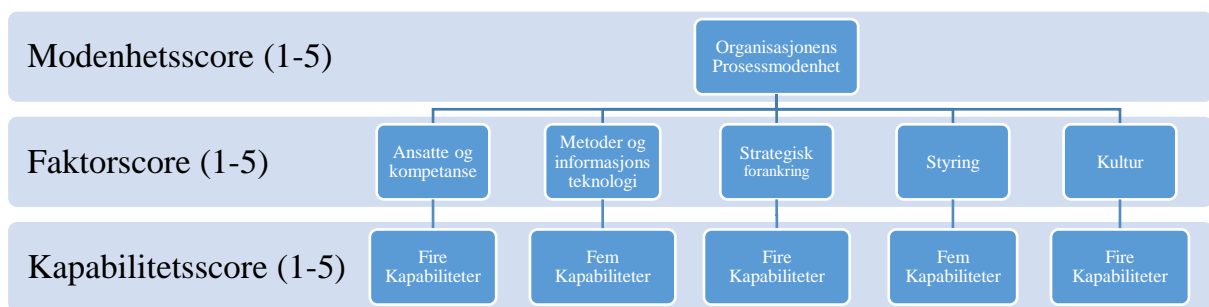 Modenhetsscore (1-5)
Organisasjonens
Prosessmodenhet
Faktorscore (1-5)
Ansatte og
kompetanse
Metoder og
informasjons
teknologi
Strategisk
forankring
Styring
Kultur
Kapabilitetsscore (1-5)
Fire
Kapabiliteter
Fem
Kapabiliteter
Fire
Kapabiliteter
Fem
Kapabiliteter
Fire
Kapabiliteter